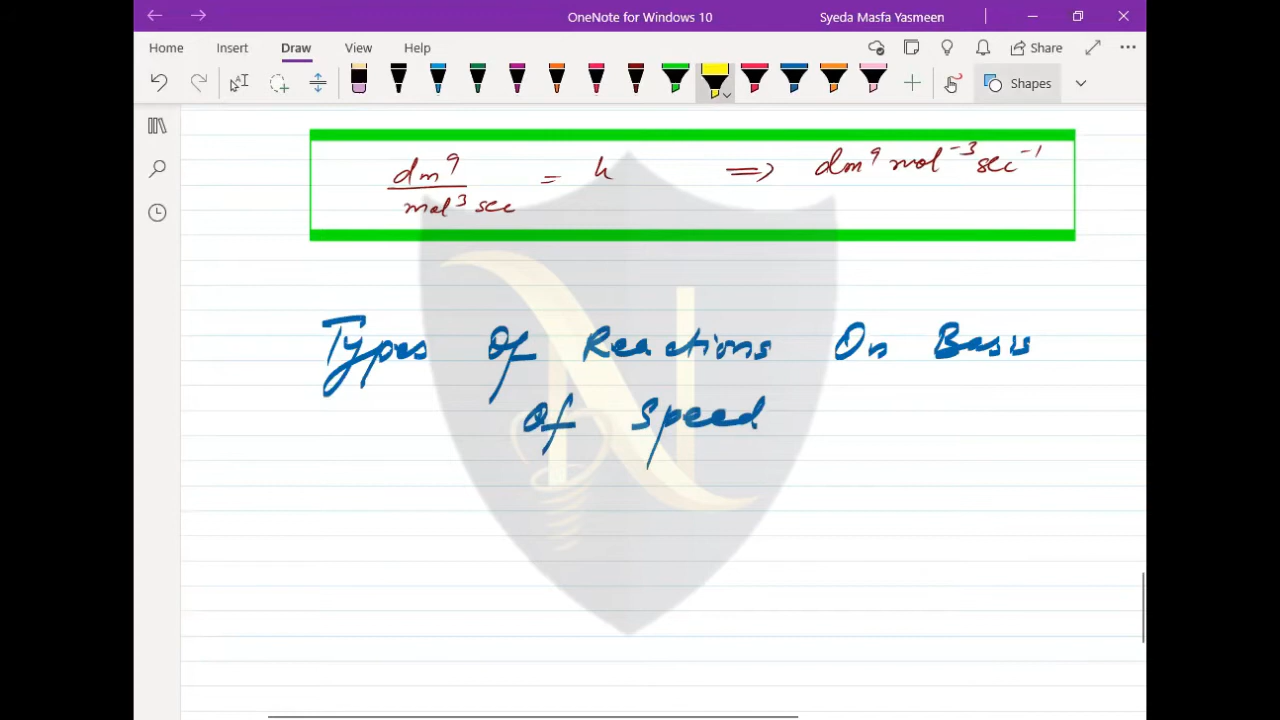 OneNote for Windows 10
Syeda Masfa Yasmeen
Home Insert Draw View Help
Share
Shapes
dm⁹/mol³ sec = k ⟹ dm⁹ mol⁻³ sec⁻¹
Types Of Reactions On Basis
Of Speed